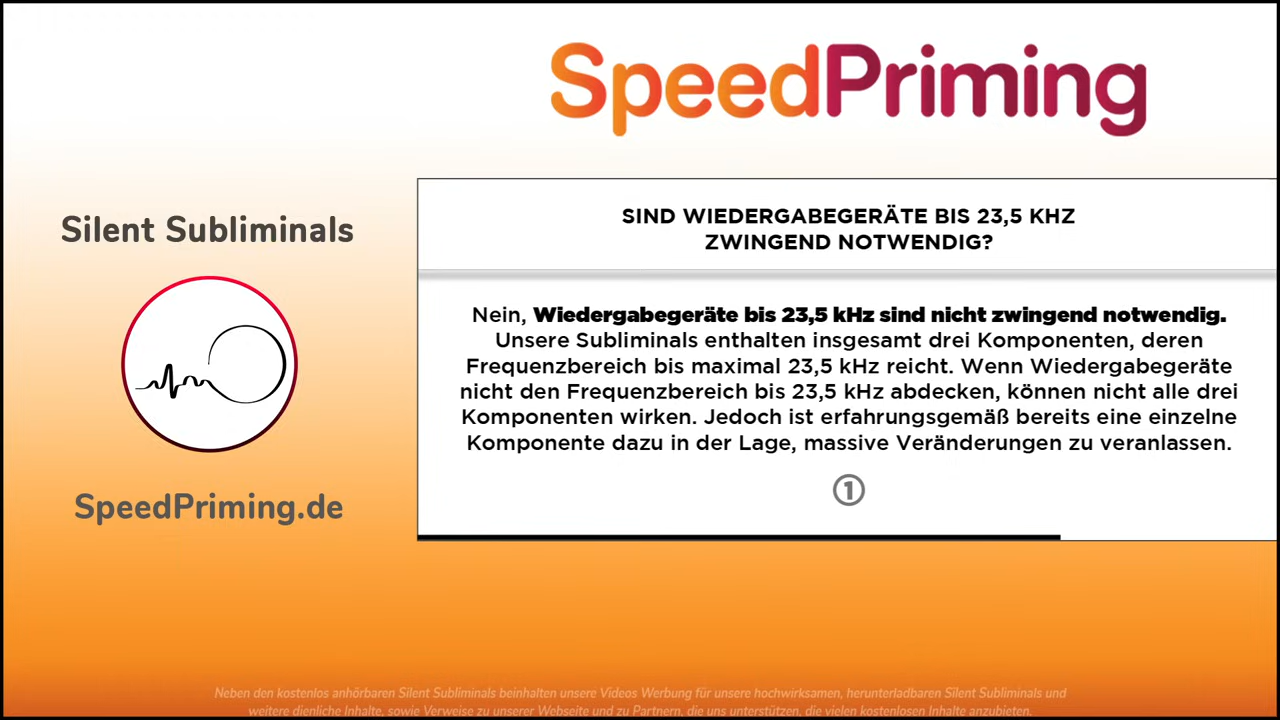 SpeedPriming
Silent Subliminals
SpeedPriming.de
SIND WIEDERGABEGERÄTE BIS 23,5 KHZ
ZWINGEND NOTWENDIG?
Nein, Wiedergabegeräte bis 23,5 kHz sind nicht zwingend notwendig.
Unsere Subliminals enthalten insgesamt drei Komponenten, deren
Frequenzbereich bis maximal 23,5 kHz reicht. Wenn Wiedergabegeräte
nicht den Frequenzbereich bis 23,5 kHz abdecken, können nicht alle drei
Komponenten wirken. Jedoch ist erfahrungsgemäß bereits eine einzelne
Komponente dazu in der Lage, massive Veränderungen zu veranlassen.
①
Neben den kostenlos anhörbaren Silent Subliminals beinhalten unsere Videos Werbung für unsere hochwirksamen, herunterladbaren Silent Subliminals und
weitere dienliche Inhalte, sowie Verweise zu unserer Webseite und zu Partnern, die uns unterstützen, die vielen kostenlosen Inhalte anzubieten.